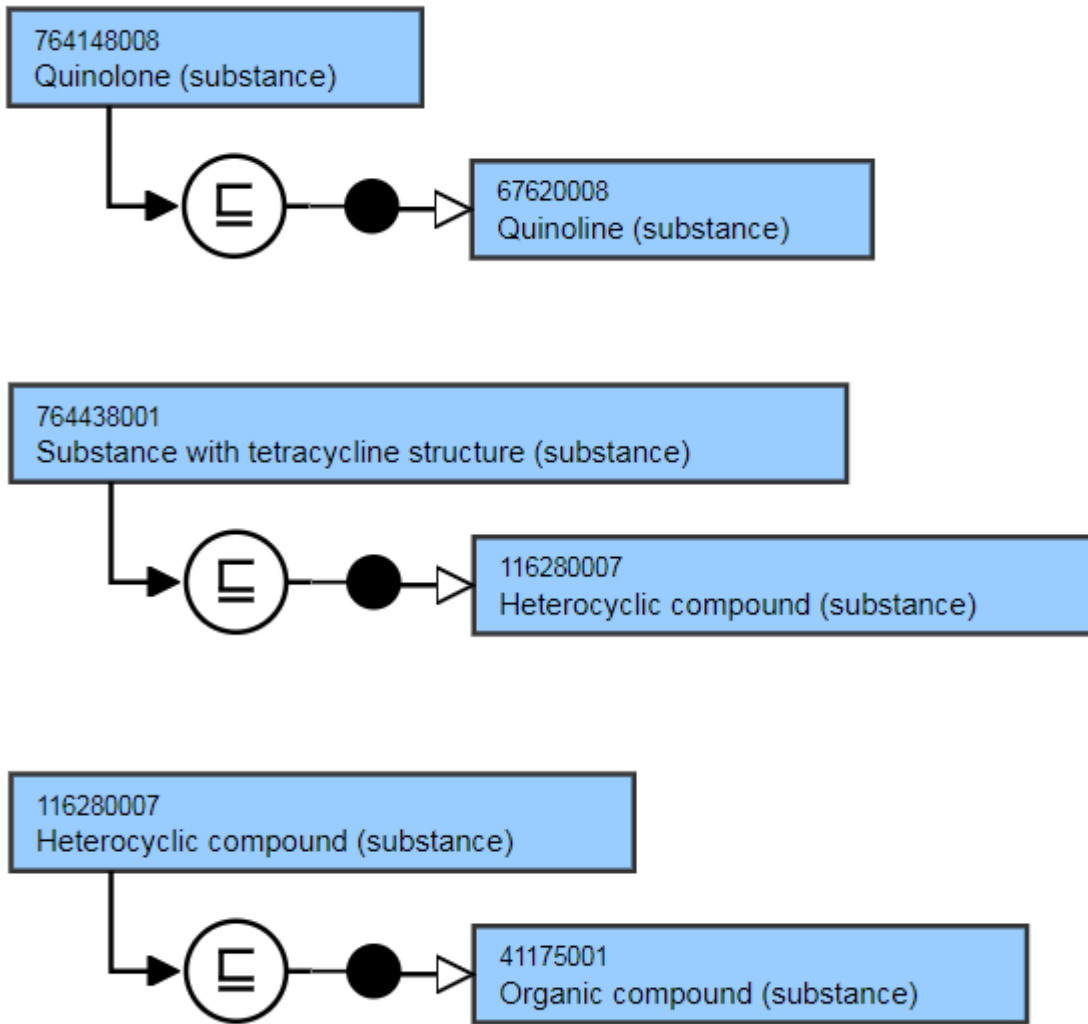 764148008
Quinolone (substance)
⊑
67620008
Quinoline (substance)
764438001
Substance with tetracycline structure (substance)
⊑
116280007
Heterocyclic compound (substance)
116280007
Heterocyclic compound (substance)
⊑
41175001
Organic compound (substance)